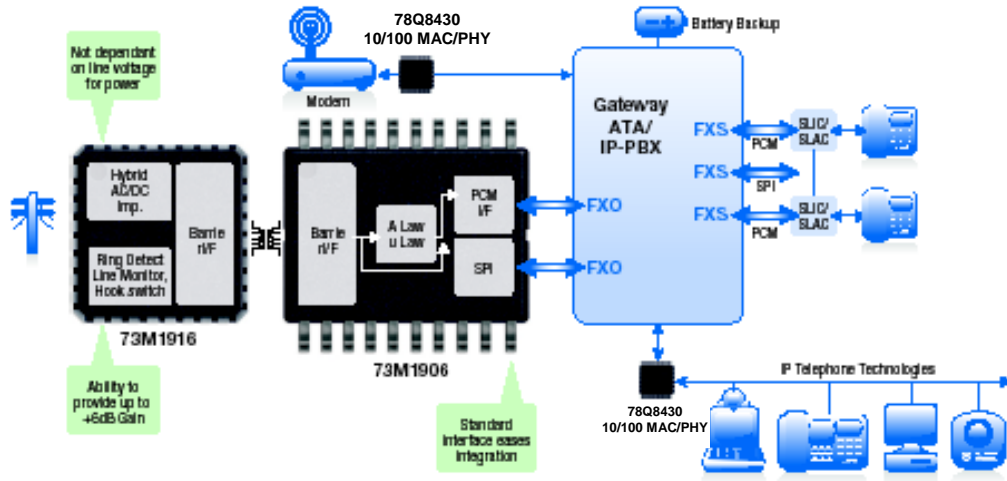 78Q8430
10/100 MAC/PHY
Battery Backup
Not dependant
on line voltage
for power
Modem
Gateway
ATA/
IP-PBX
FXS
PCM
SLIC/
SLAC
FXS
SPI
FXS
PCM
SLIC/
SLAC
Hybrid
AC/DC
Imp.
Ring Detect
Line Monitor,
Hook switch
Barrie
r I/F
73M1916
Barrie
r I/F
A Law
u Law
PCM
I/F
SPI
73M1906
FXO
FXO
Ability to
provide up to
+6dB Gain
Standard
interface eases
integration
78Q8430
10/100 MAC/PHY
IP Telephone Technologies